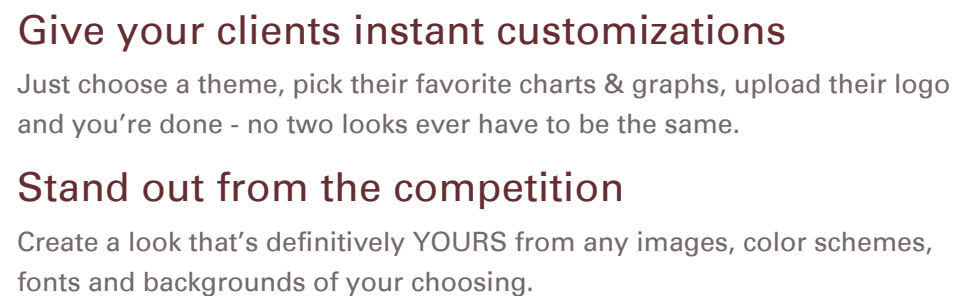 Give your clients instant customizations
Just choose a theme, pick their favorite charts & graphs, upload their logo
and you're done - no two looks ever have to be the same.
Stand out from the competition
Create a look that's definitively YOURS from any images, color schemes,
fonts and backgrounds of your choosing.